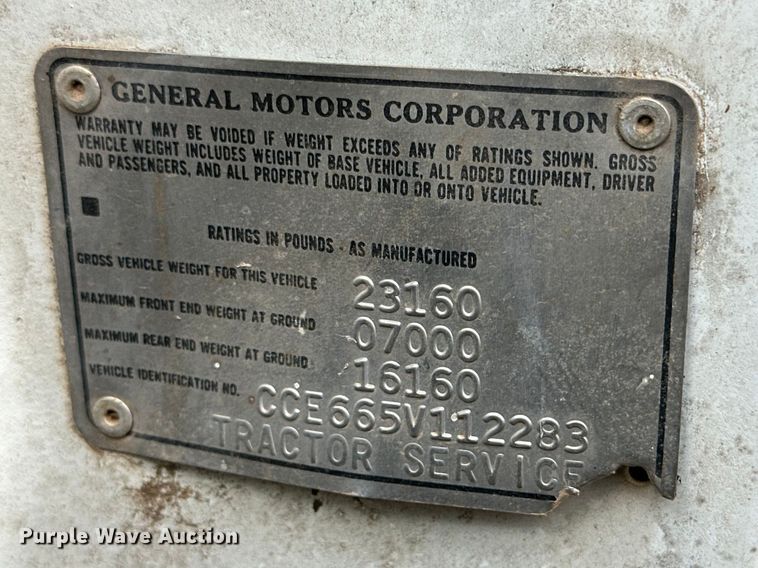 GENERAL MOTORS CORPORATION
WARRANTY MAY BE VOIDED IF WEIGHT EXCEEDS ANY OF RATINGS SHOWN. GROSS
VEHICLE WEIGHT INCLUDES WEIGHT OF BASE VEHICLE, ALL ADDED EQUIPMENT, DRIVER
AND PASSENGERS, AND ALL PROPERTY LOADED INTO OR ONTO VEHICLE.
RATINGS IN POUNDS - AS MANUFACTURED
GROSS VEHICLE WEIGHT FOR THIS VEHICLE 23160
MAXIMUM FRONT END WEIGHT AT GROUND 07000
MAXIMUM REAR END WEIGHT AT GROUND 16160
VEHICLE IDENTIFICATION NO. CCE665V112283
TRACTOR SERVICE
Purple Wave Auction